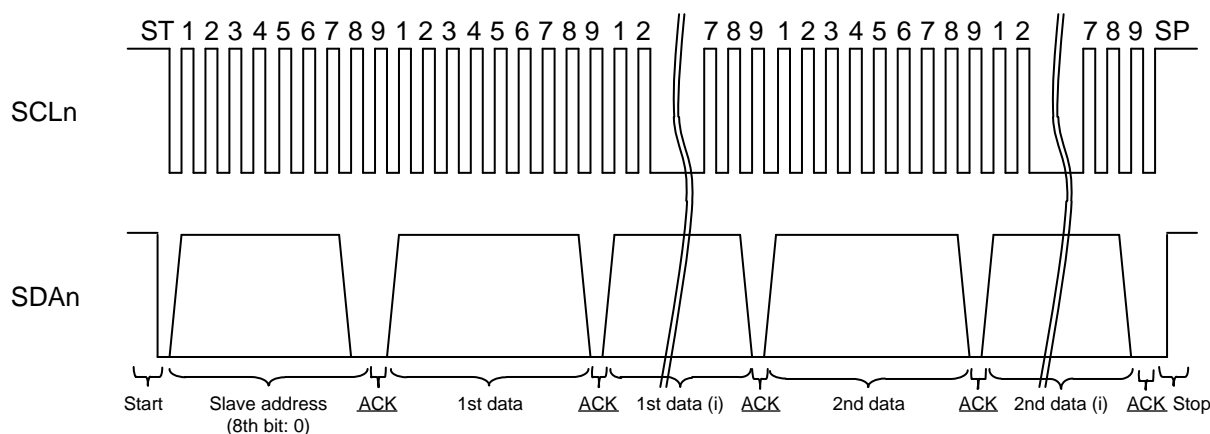 ST 1 2 3 4 5 6 7 8 9 1 2 3 4 5 6 7 8 9 1 2 7 8 9 1 2 3 4 5 6 7 8 9 1 2 7 8 9 SP
SCLn
SDAn
Start Slave address ACK 1st data ACK 1st data (i) ACK 2nd data ACK 2nd data (i) ACK Stop
(8th bit: 0)